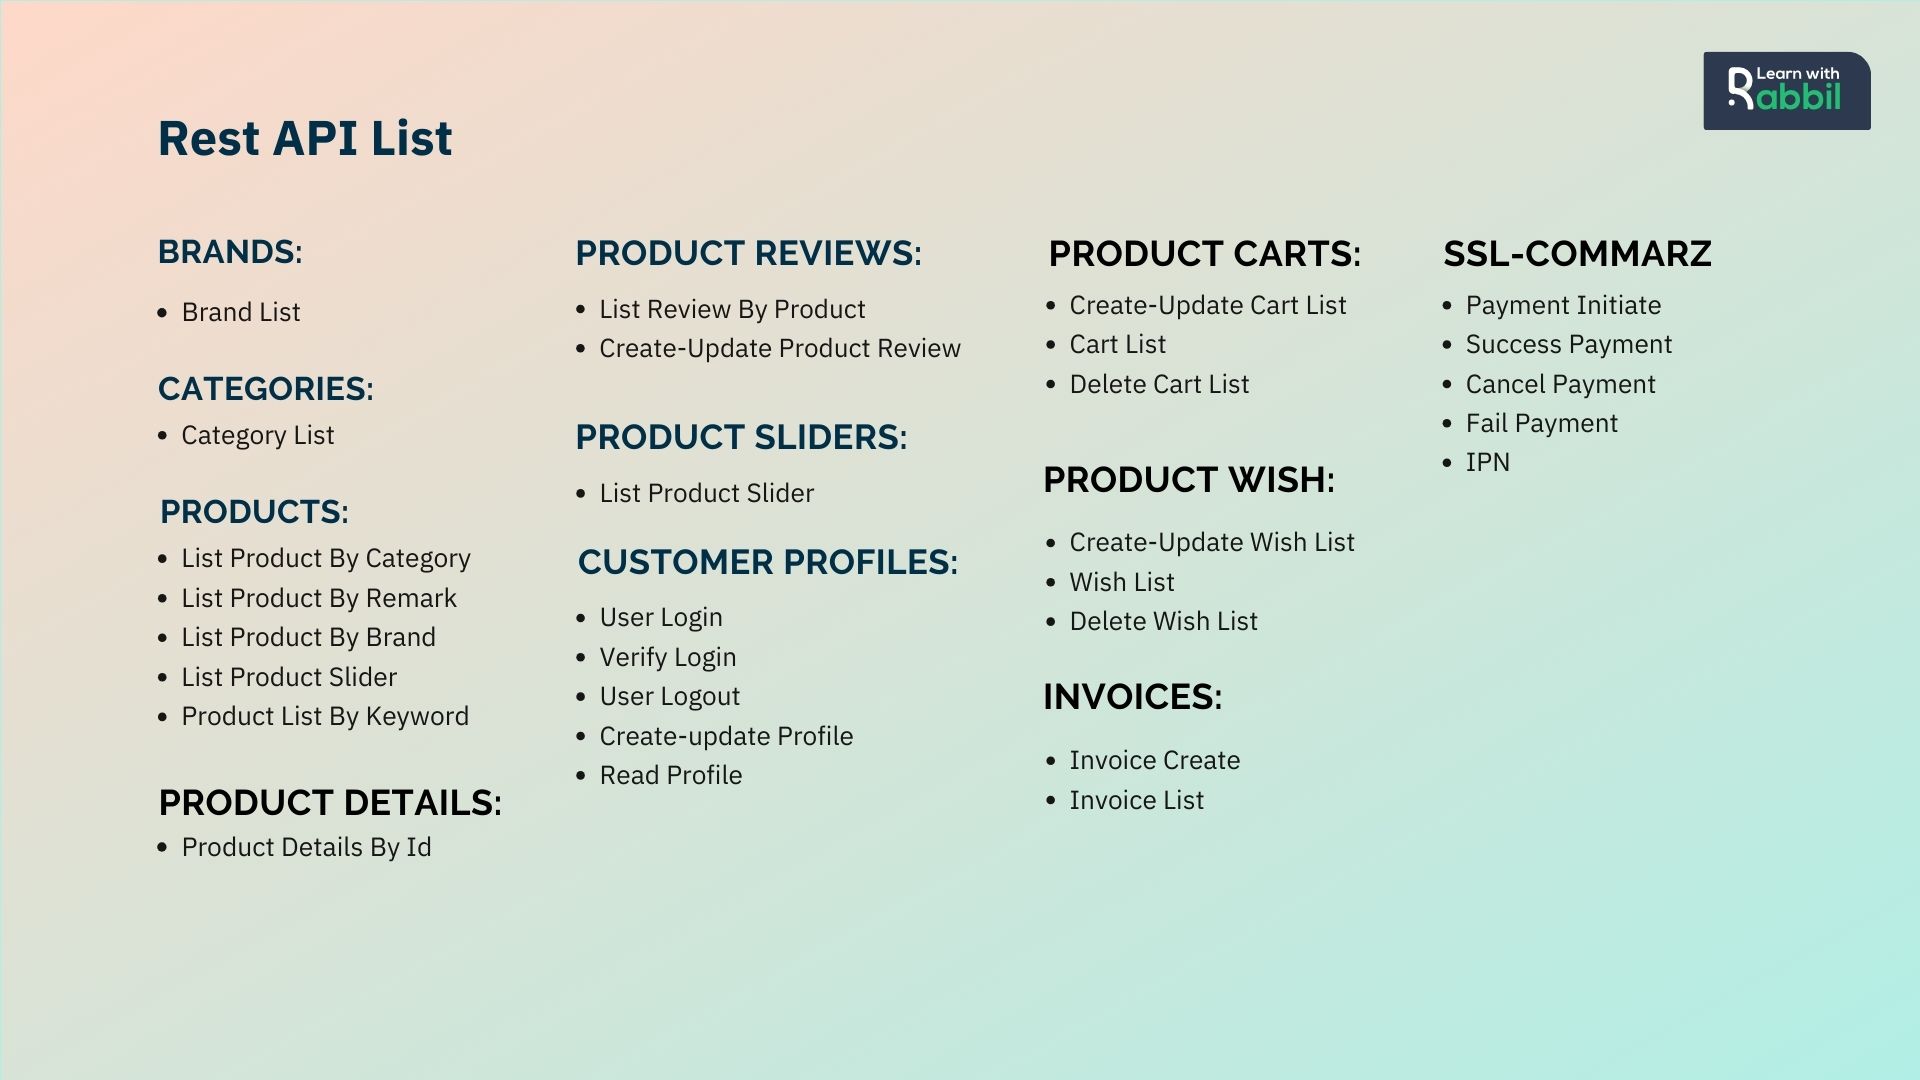 Learn with
Rabbil
Rest API List
BRANDS:
• Brand List
CATEGORIES:
• Category List
PRODUCTS:
• List Product By Category
• List Product By Remark
• List Product By Brand
• List Product Slider
• Product List By Keyword
PRODUCT DETAILS:
• Product Details By Id
PRODUCT REVIEWS:
• List Review By Product
• Create-Update Product Review
PRODUCT SLIDERS:
• List Product Slider
CUSTOMER PROFILES:
• User Login
• Verify Login
• User Logout
• Create-update Profile
• Read Profile
PRODUCT CARTS:
• Create-Update Cart List
• Cart List
• Delete Cart List
PRODUCT WISH:
• Create-Update Wish List
• Wish List
• Delete Wish List
INVOICES:
• Invoice Create
• Invoice List
SSL-COMMARZ
• Payment Initiate
• Success Payment
• Cancel Payment
• Fail Payment
• IPN